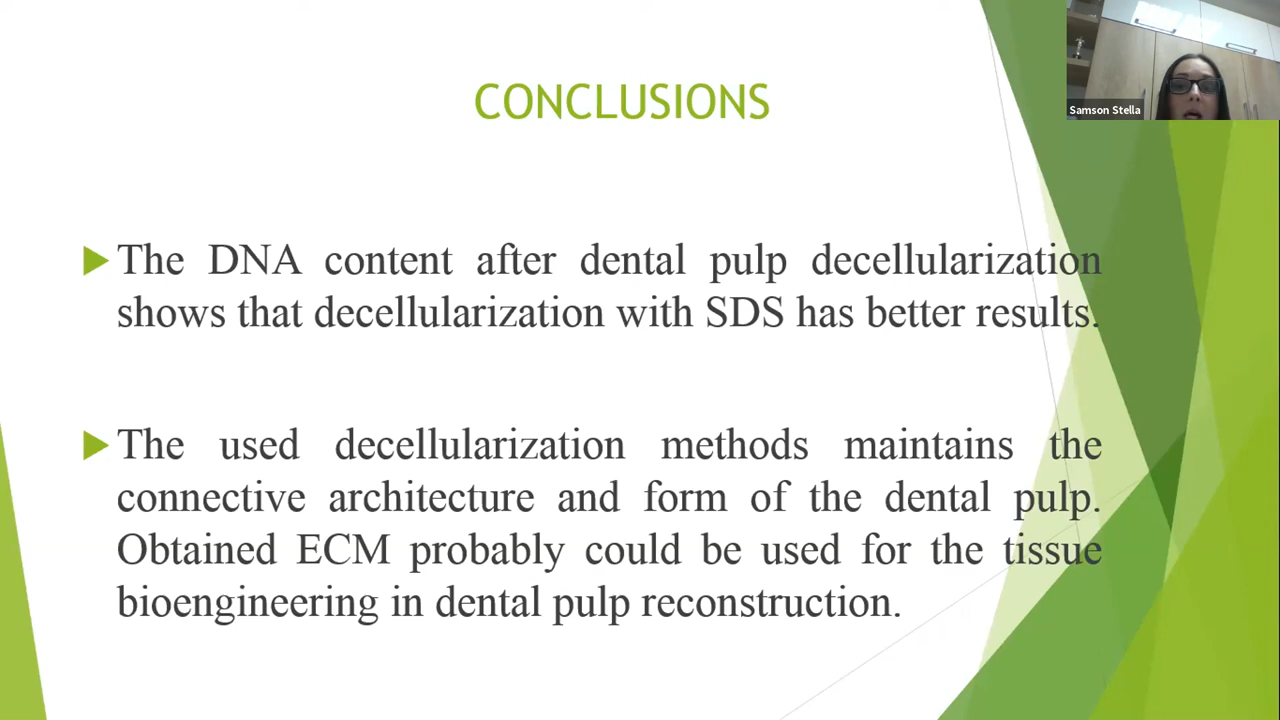 CONCLUSIONS
Samson Stella
The DNA content after dental pulp decellularization
shows that decellularization with SDS has better results.
The used decellularization methods maintains the
connective architecture and form of the dental pulp.
Obtained ECM probably could be used for the tissue
bioengineering in dental pulp reconstruction.